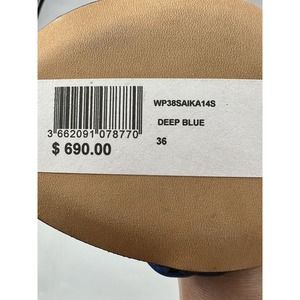 WP38SAIKA14S
3 662091 078770
DEEP BLUE
$ 690.00
36